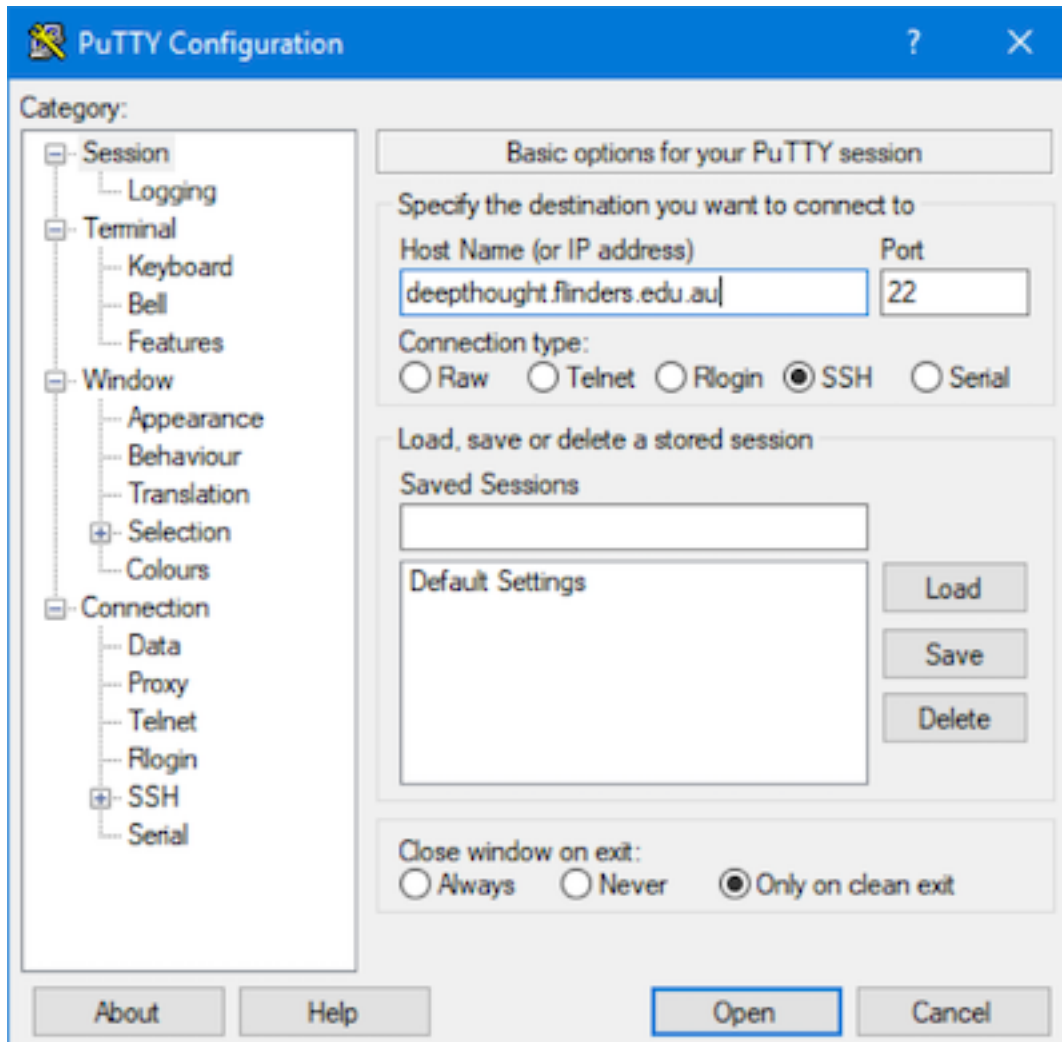 PuTTY Configuration ? ×
Category:
Session
Logging
Terminal
Keyboard
Bell
Features
Window
Appearance
Behaviour
Translation
Selection
Colours
Connection
Data
Proxy
Telnet
Rlogin
SSH
Serial
Basic options for your PuTTY session
Specify the destination you want to connect to
Host Name (or IP address) Port
deepthought.flinders.edu.au 22
Connection type:
Raw Telnet Rlogin SSH Serial
Load, save or delete a stored session
Saved Sessions
Default Settings
Load
Save
Delete
Close window on exit:
Always Never Only on clean exit
About Help Open Cancel